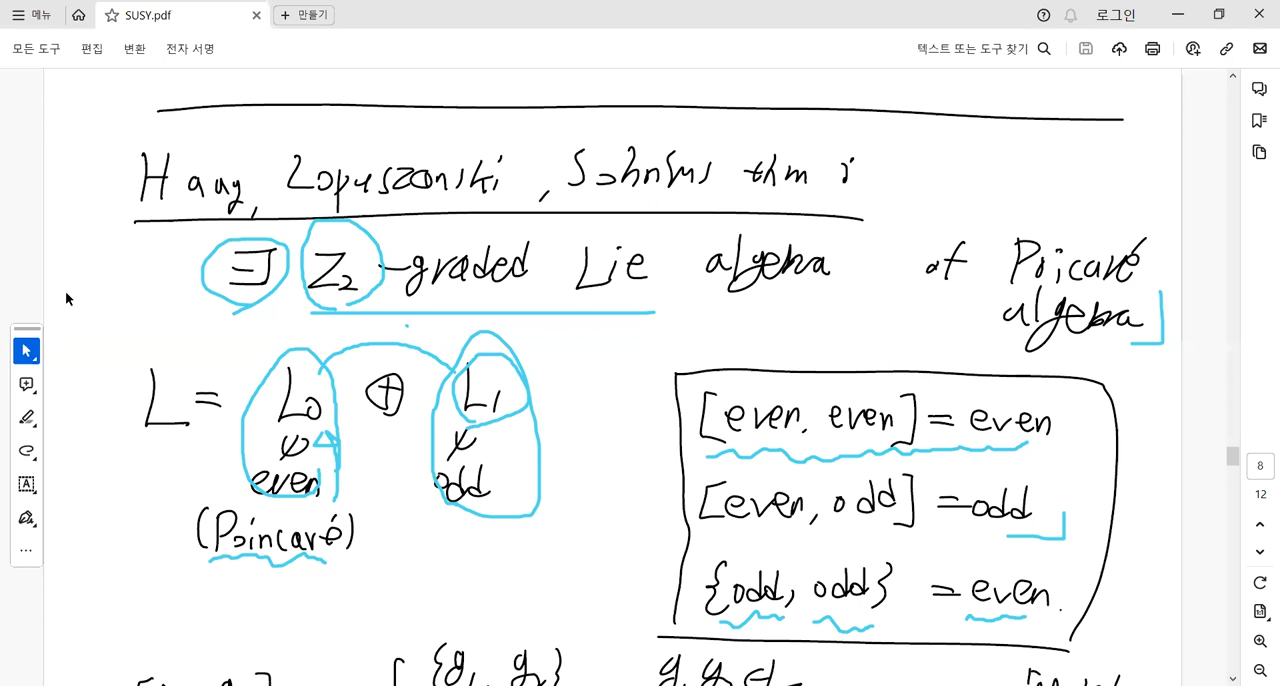 메뉴 SUSY.pdf + 만들기 로그인
모든 도구 편집 변환 전자 서명 텍스트 또는 도구 찾기
Haag, Lopuszonski, Sohnius thm :
∃ Z₂-graded Lie algebra of Poicaré
algebra
L = L₀ ⊕ L₁
even odd
(Poincaré)
[even, even] = even
[even, odd] = odd
{odd, odd} = even.
8
12